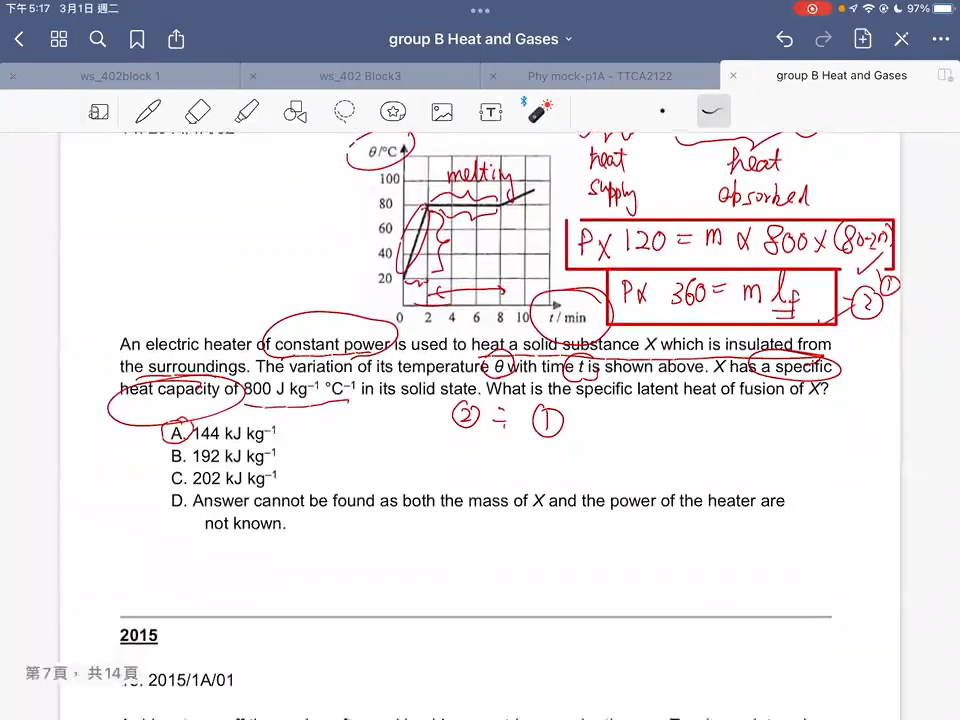 下午5:17 3月1日 週二
97%
group B Heat and Gases
ws_402block 1
ws_402 Block3
Phy mock-p1A - TTCA2122
group B Heat and Gases
θ/°C
100
80
60
40
20
0 2 4 6 8 10 t/min
melting
heat supply
heat absorbed
P× 120 = m × 800 × (80-20)
①
P× 360 = m lf
②
An electric heater of constant power is used to heat a solid substance X which is insulated from
the surroundings. The variation of its temperature θ with time t is shown above. X has a specific
heat capacity of 800 J kg⁻¹ °C⁻¹ in its solid state. What is the specific latent heat of fusion of X?
② ÷ ①
A. 144 kJ kg⁻¹
B. 192 kJ kg⁻¹
C. 202 kJ kg⁻¹
D. Answer cannot be found as both the mass of X and the power of the heater are
not known.
2015
2015/1A/01
第7頁，共14頁